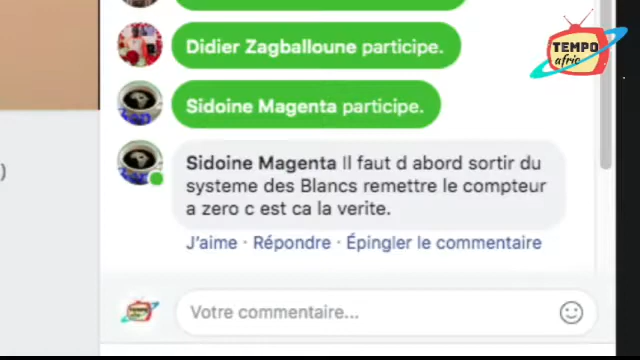 TEMPO
afric
Didier Zagballoune participe.
Sidoine Magenta participe.
)
Sidoine Magenta Il faut d abord sortir du
systeme des Blancs remettre le compteur
a zero c est ca la verite.
J'aime · Répondre · Épingler le commentaire
Votre commentaire...